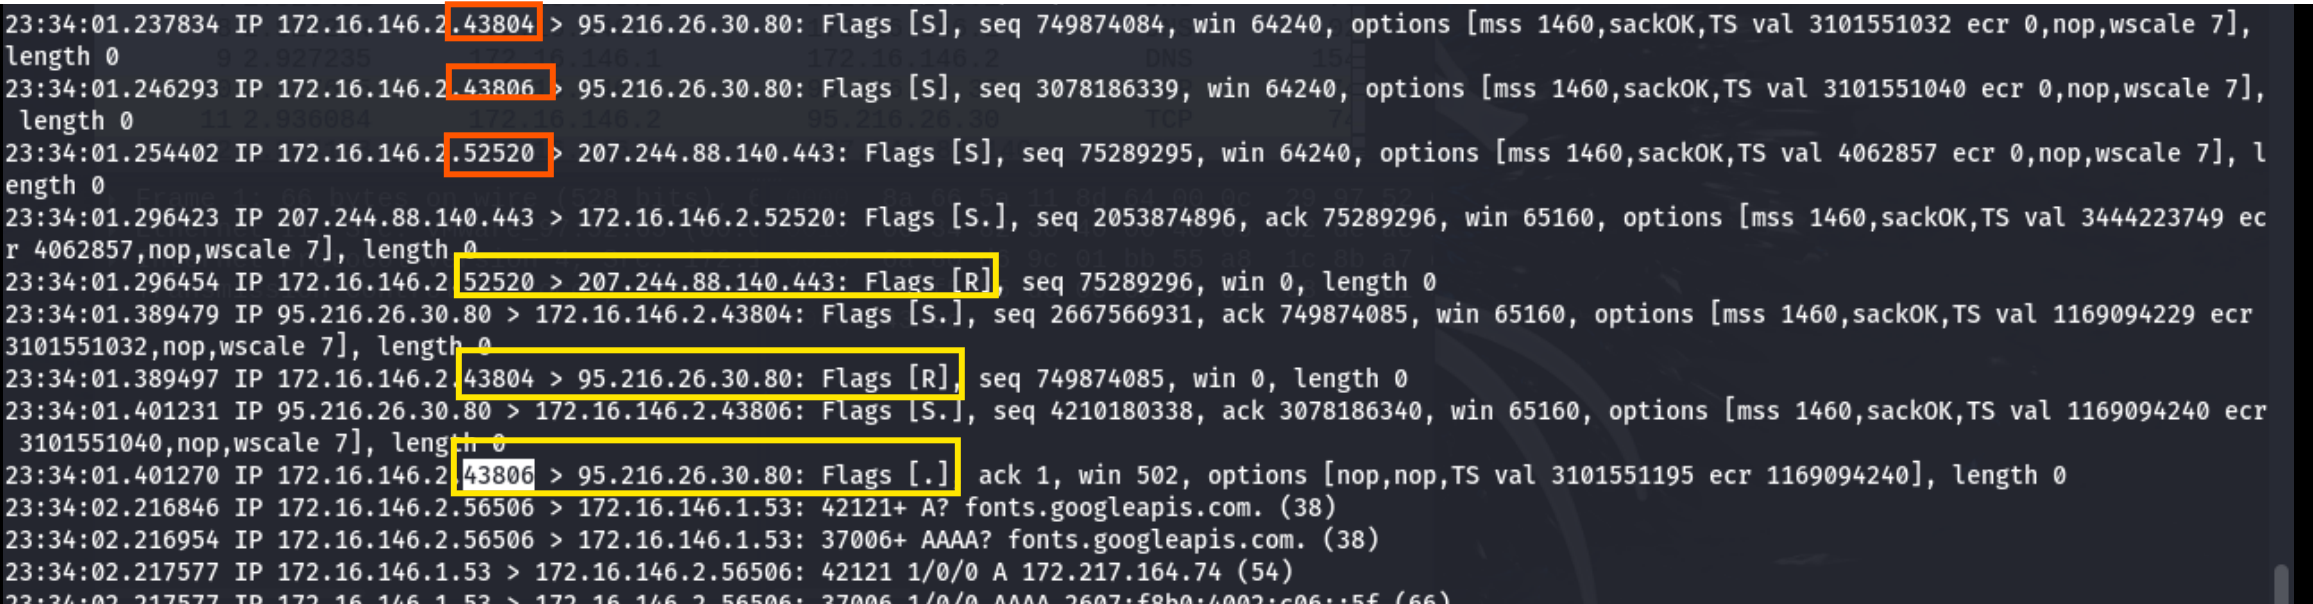 23:34:01.237834 IP 172.16.146.2.43804 > 95.216.26.30.80: Flags [S], seq 749874084, win 64240, options [mss 1460,sackOK,TS val 3101551032 ecr 0,nop,wscale 7],
length 0
23:34:01.246293 IP 172.16.146.2.43806 > 95.216.26.30.80: Flags [S], seq 3078186339, win 64240, options [mss 1460,sackOK,TS val 3101551040 ecr 0,nop,wscale 7],
length 0
23:34:01.254402 IP 172.16.146.2.52520 > 207.244.88.140.443: Flags [S], seq 75289295, win 64240, options [mss 1460,sackOK,TS val 4062857 ecr 0,nop,wscale 7], l
ength 0
23:34:01.296423 IP 207.244.88.140.443 > 172.16.146.2.52520: Flags [S.], seq 2053874896, ack 75289296, win 65160, options [mss 1460,sackOK,TS val 3444223749 ec
r 4062857,nop,wscale 7], length 0
23:34:01.296454 IP 172.16.146.2.52520 > 207.244.88.140.443: Flags [R], seq 75289296, win 0, length 0
23:34:01.389479 IP 95.216.26.30.80 > 172.16.146.2.43804: Flags [S.], seq 2667566931, ack 749874085, win 65160, options [mss 1460,sackOK,TS val 1169094229 ecr
3101551032,nop,wscale 7], length 0
23:34:01.389497 IP 172.16.146.2.43804 > 95.216.26.30.80: Flags [R], seq 749874085, win 0, length 0
23:34:01.401231 IP 95.216.26.30.80 > 172.16.146.2.43806: Flags [S.], seq 4210180338, ack 3078186340, win 65160, options [mss 1460,sackOK,TS val 1169094240 ecr
3101551040,nop,wscale 7], length 0
23:34:01.401270 IP 172.16.146.2.43806 > 95.216.26.30.80: Flags [.], ack 1, win 502, options [nop,nop,TS val 3101551195 ecr 1169094240], length 0
23:34:02.216846 IP 172.16.146.2.56506 > 172.16.146.1.53: 42121+ A? fonts.googleapis.com. (38)
23:34:02.216954 IP 172.16.146.2.56506 > 172.16.146.1.53: 37006+ AAAA? fonts.googleapis.com. (38)
23:34:02.217577 IP 172.16.146.1.53 > 172.16.146.2.56506: 42121 1/0/0 A 172.217.164.74 (54)
23:34:02.217577 IP 172.16.146.1.53 > 172.16.146.2.56506: 37006 1/0/0 AAAA 2607:f8b0:4002:c06::5f (66)